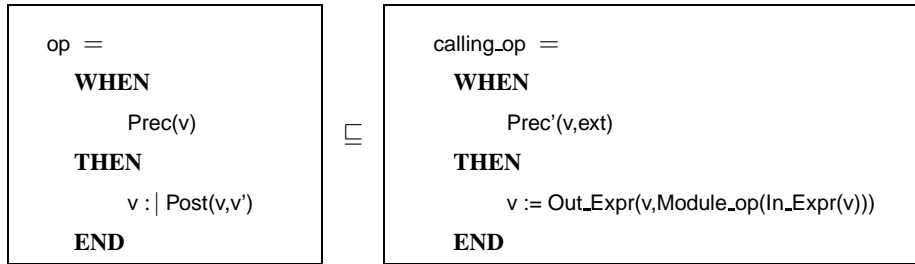 op =
WHEN
Prec(v)
THEN
v :| Post(v,v')
END
⊑
calling_op =
WHEN
Prec'(v,ext)
THEN
v := Out_Expr(v,Module_op(In_Expr(v)))
END